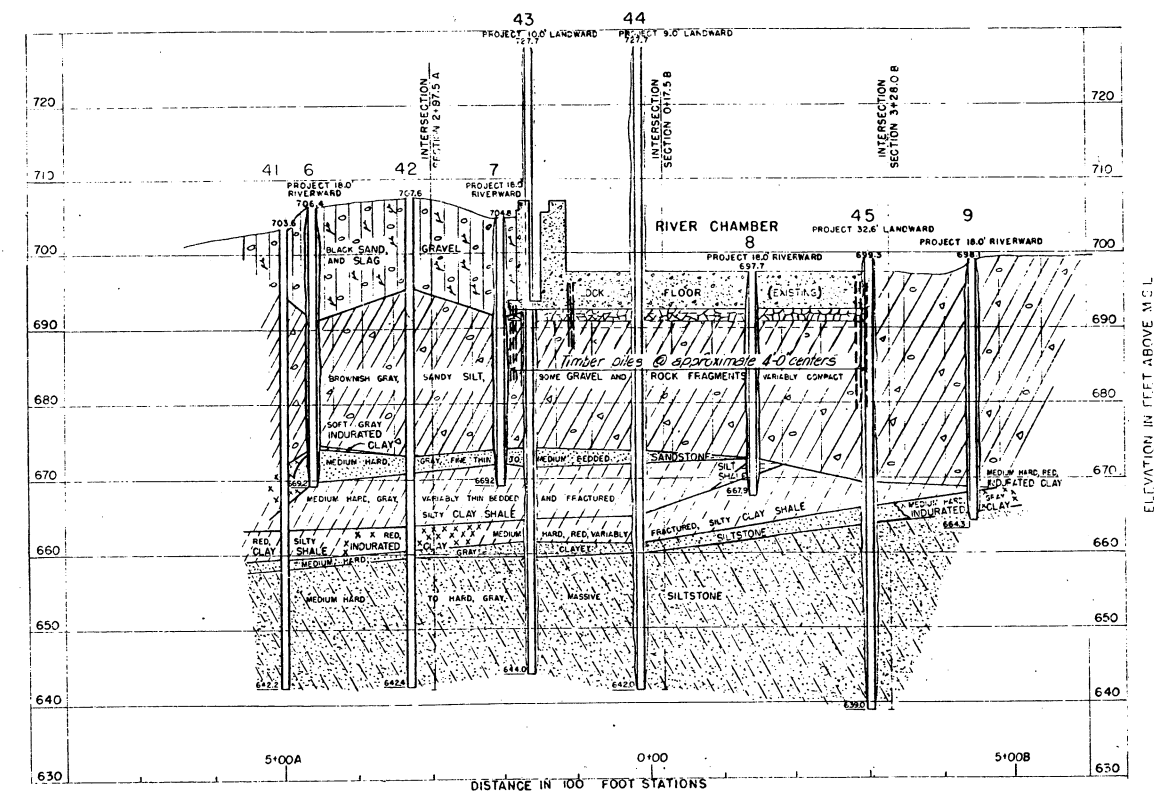 43
44
PROJECT 10.0' LANDWARD
727.7
PROJECT 9.0' LANDWARD
727.7
720
INTERSECTION
SECTION 2+97.5 A
INTERSECTION
SECTION 0+17.5 B
INTERSECTION
SECTION 3+28.0 B
720
710
41
6
42
7
710
PROJECT 18.0'
RIVERWARD
706.4
707.6
PROJECT 18.0'
RIVERWARD
704.8
703.6
RIVER CHAMBER
8
PROJECT 18.0 RIVERWARD
697.7
45
PROJECT 32.6' LANDWARD
699.3
9
PROJECT 18.0' RIVERWARD
698.1
700
BLACK SAND,
AND SLAG
GRAVEL
700
LOCK FLOOR (EXISTING)
690
690
Timber piles @ approximate 4'-0" centers
BROWNISH GRAY, SANDY SILT, SOME GRAVEL AND ROCK FRAGMENTS VARIABLY COMPACT
680
680
SOFT GRAY
INDURATED
CLAY
MEDIUM HARD, GRAY, FINE THIN TO MEDIUM BEDDED SANDSTONE
SILT
SHALE
670
670
669.2
669.2
667.9
MEDIUM HARD, RED,
INDURATED CLAY
MEDIUM HARD, GRAY, VARIABLY THIN BEDDED AND FRACTURED
SILTY CLAY SHALE
MEDIUM HARD,
GRAY
INDURATED CLAY
664.3
RED, SILTY
CLAY SHALE
RED,
INDURATED CLAY
MEDIUM HARD, RED, VARIABLY FRACTURED, SILTY CLAY SHALE
660
660
MEDIUM HARD GRAY CLAYEY SILTSTONE
MEDIUM HARD TO HARD, GRAY, MASSIVE SILTSTONE
650
650
642.2
642.4
644.0
642.0
639.0
640
640
5+00A
0+00
5+00B
630
630
DISTANCE IN 100 FOOT STATIONS
ELEVATION IN FEET ABOVE M S L